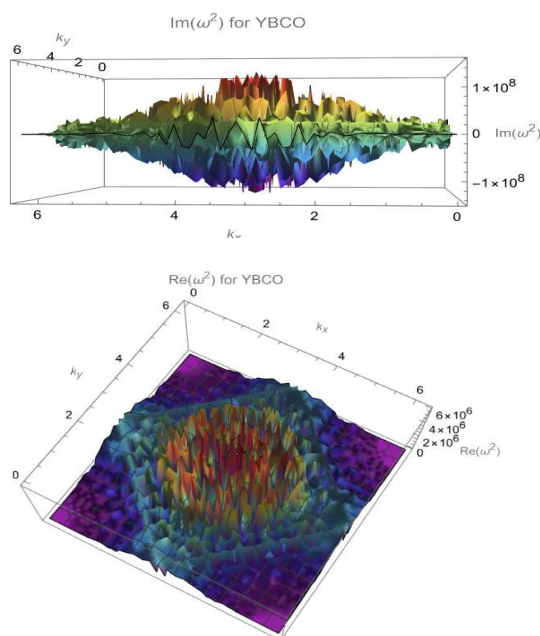 Im(ω²) for YBCO
k_y
6 4 2 0
1×10⁸
0 Im(ω²)
-1×10⁸
6 4 2 0
Re(ω²) for YBCO
0
6 2 k_x
4 4
k_y
2 6
6×10⁶
4×10⁶
2×10⁶
0 Re(ω²)
0